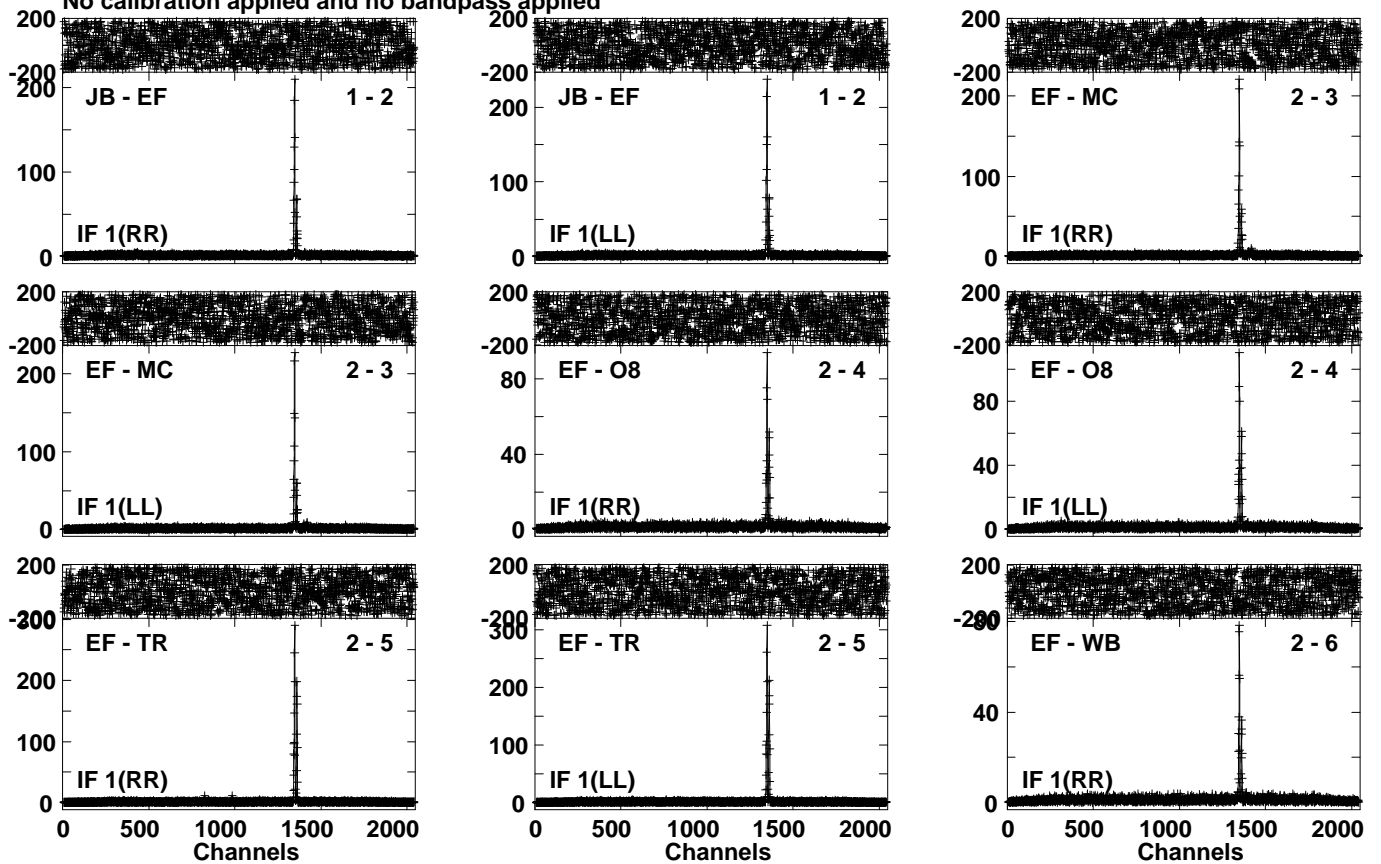 No calibration applied and no bandpass applied
200 200 200
-200 -200 -200
200 JB - EF 1 - 2 200 JB - EF 1 - 2 200 EF - MC 2 - 3
100 100 100
IF 1(RR) IF 1(LL) IF 1(RR)
0 0 0
200 200 200
-200 -200 -200
EF - MC 2 - 3 EF - O8 2 - 4 EF - O8 2 - 4
200 80 80
100 40 40
IF 1(LL) IF 1(RR) IF 1(LL)
0 0 0
200 200 200
-200 -200 -200
300 EF - TR 2 - 5 300 EF - TR 2 - 5 80 EF - WB 2 - 6
200 200
100 100 40
IF 1(RR) IF 1(LL) IF 1(RR)
0 0 0
0 500 1000 1500 2000 0 500 1000 1500 2000 0 500 1000 1500 2000
Channels Channels Channels